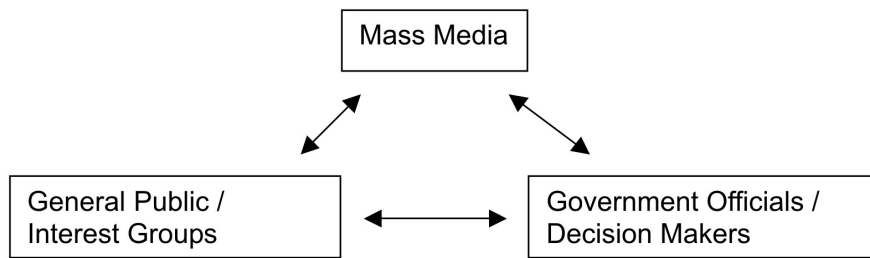 Mass Media
General Public /
Interest Groups
Government Officials /
Decision Makers